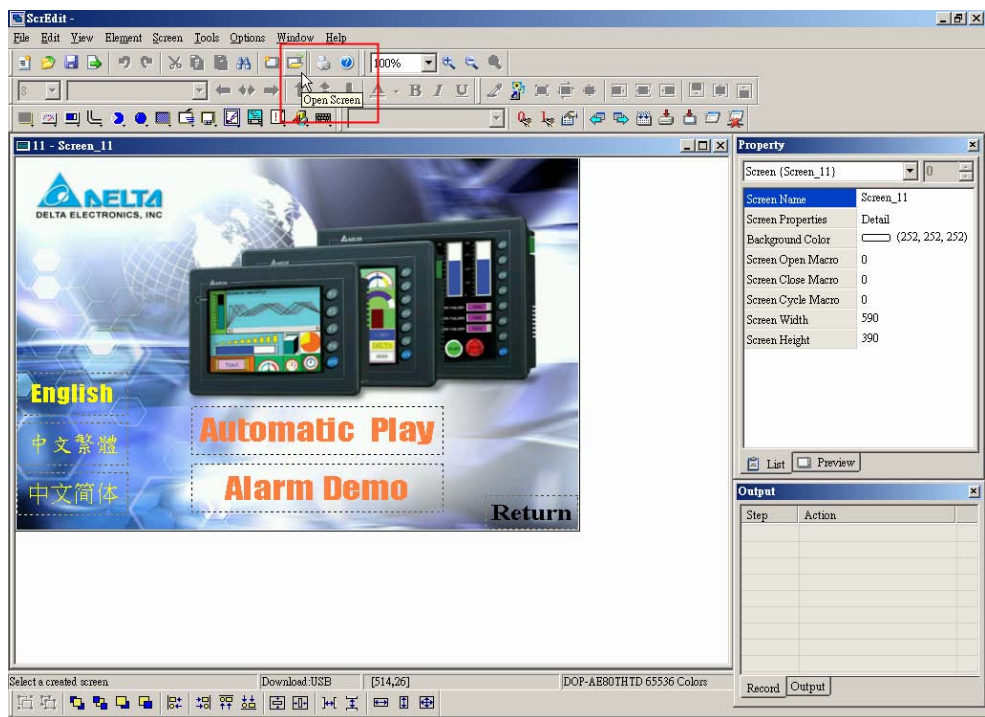 ScrEdit -
File Edit View Element Screen Tools Options Window Help
100%
8 A B I U
Open Screen
11 - Screen_11
DELTA
DELTA ELECTRONICS, INC
English
中文繁體
中文简体
Automatic Play
Alarm Demo
Return
Property
Screen {Screen_11} 0
Screen Name Screen_11
Screen Properties Detail
Background Color (252, 252, 252)
Screen Open Macro 0
Screen Close Macro 0
Screen Cycle Macro 0
Screen Width 590
Screen Height 390
List Preview
Output
Step Action
Record Output
Select a created screen Download:USB [514,26] DOP-AE80THTD 65536 Colors